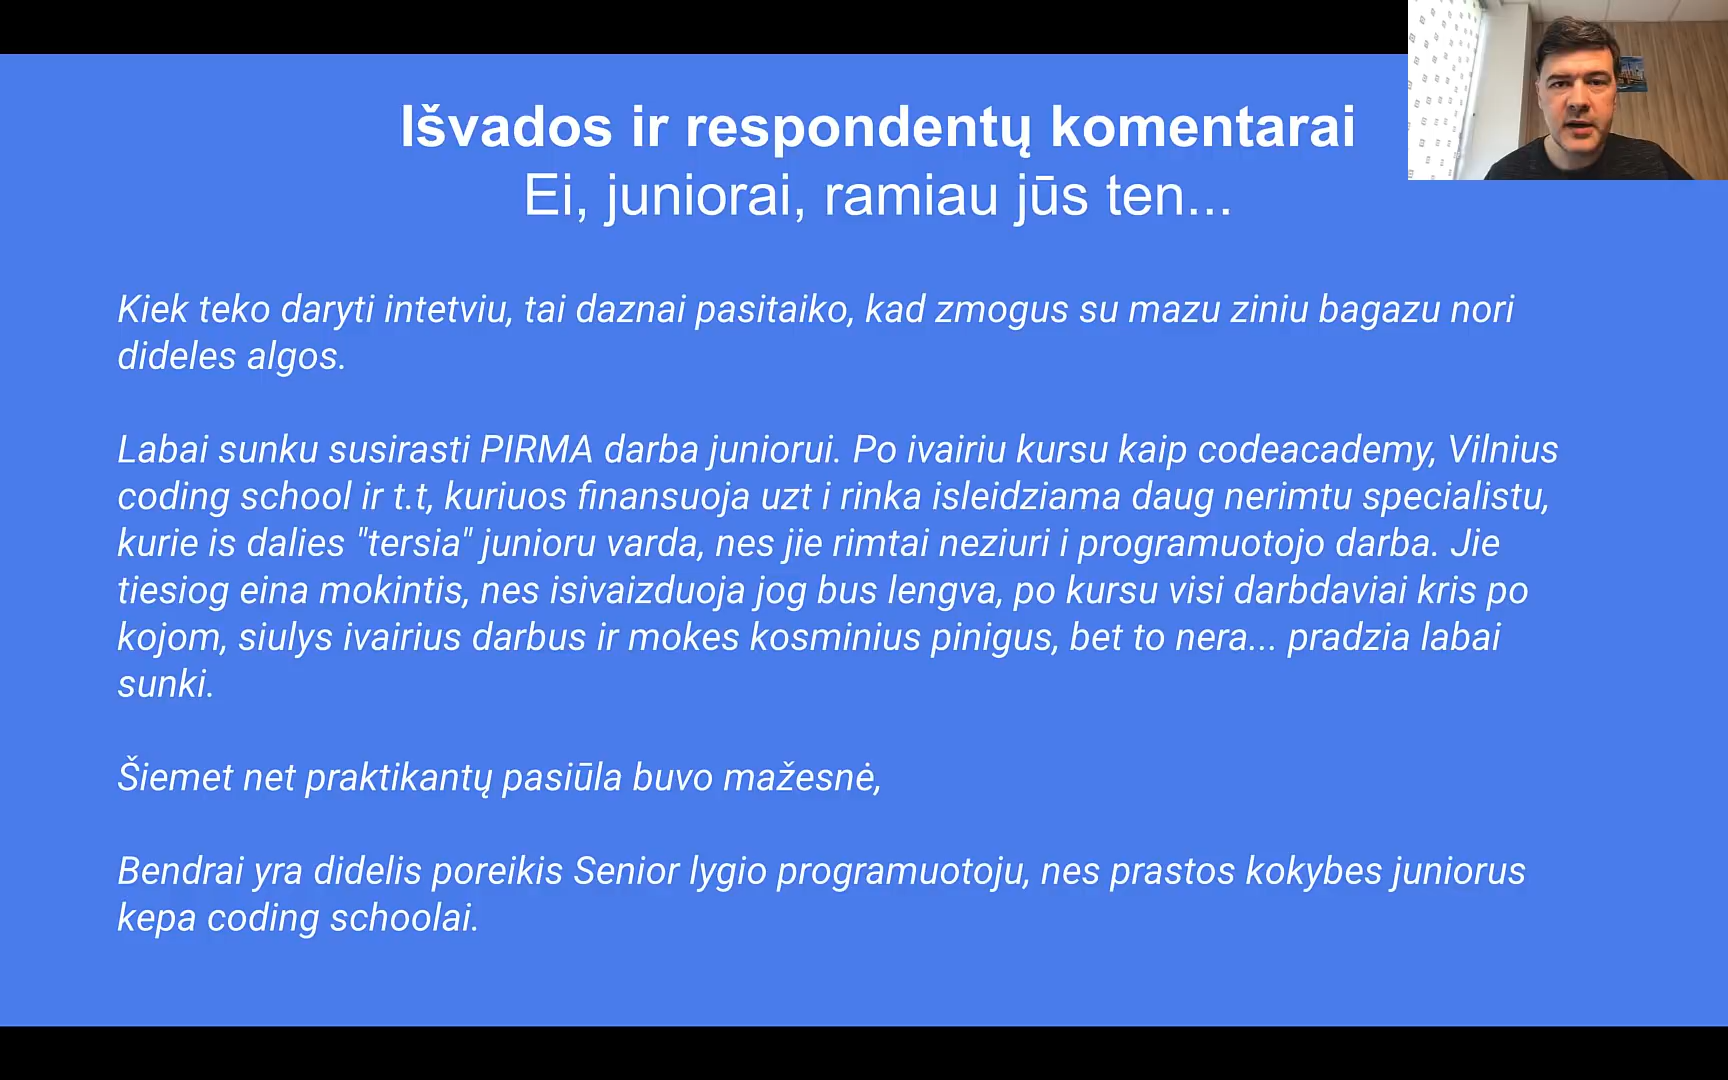 Išvados ir respondentų komentarai
Ei, juniorai, ramiau jūs ten...
Kiek teko daryti intetviu, tai daznai pasitaiko, kad zmogus su mazu ziniu bagazu nori
dideles algos.
Labai sunku susirasti PIRMA darba juniorui. Po ivairiu kursu kaip codeacademy, Vilnius
coding school ir t.t, kuriuos finansuoja uzt i rinka isleidziama daug nerimtu specialistu,
kurie is dalies "tersia" junioru varda, nes jie rimtai neziuri i programuotojo darba. Jie
tiesiog eina mokintis, nes isivaizduoja jog bus lengva, po kursu visi darbdaviai kris po
kojom, siulys ivairius darbus ir mokes kosminius pinigus, bet to nera... pradzia labai
sunki.
Šiemet net praktikantų pasiūla buvo mažesnė,
Bendrai yra didelis poreikis Senior lygio programuotoju, nes prastos kokybes juniorus
kepa coding schoolai.